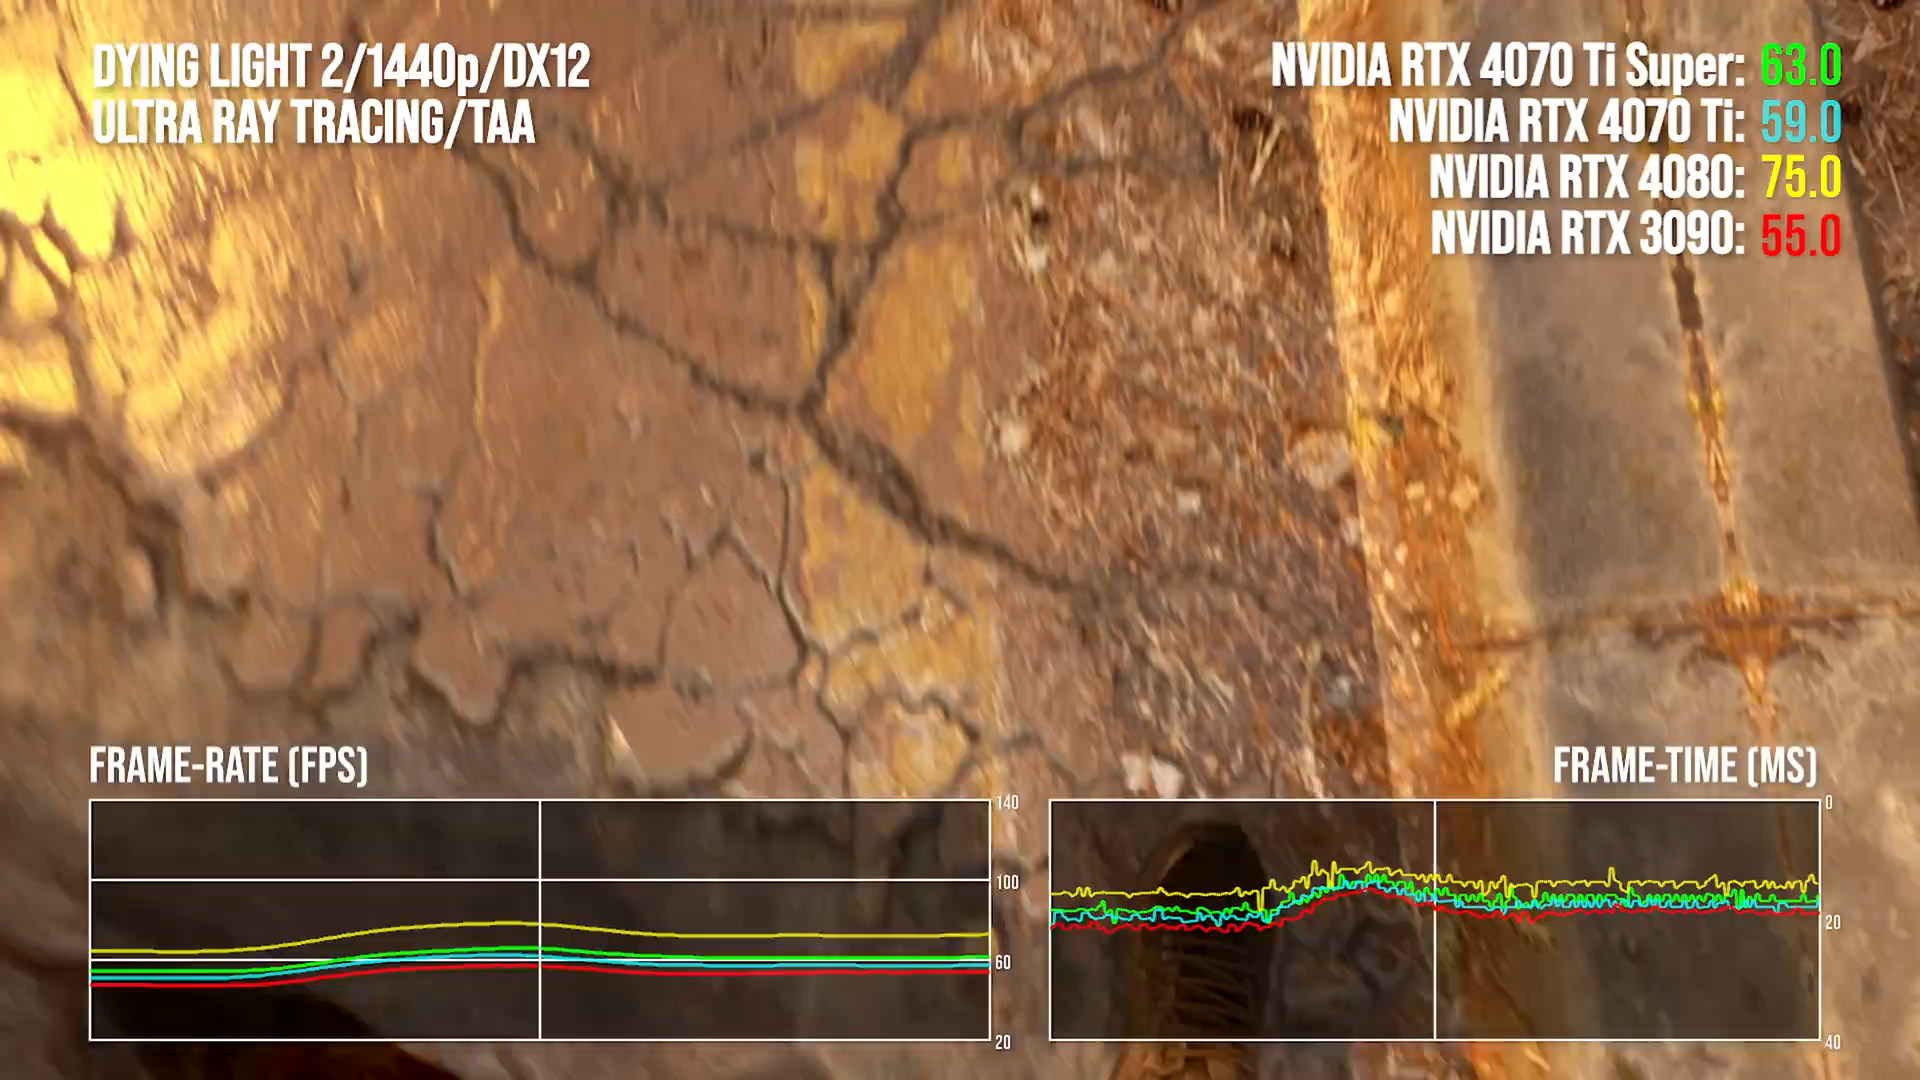 DYING LIGHT 2/1440p/DX12
ULTRA RAY TRACING/TAA
NVIDIA RTX 4070 Ti Super: 63.0
NVIDIA RTX 4070 Ti: 59.0
NVIDIA RTX 4080: 75.0
NVIDIA RTX 3090: 55.0
FRAME-RATE (FPS)
140
100
60
20
FRAME-TIME (MS)
0
20
40